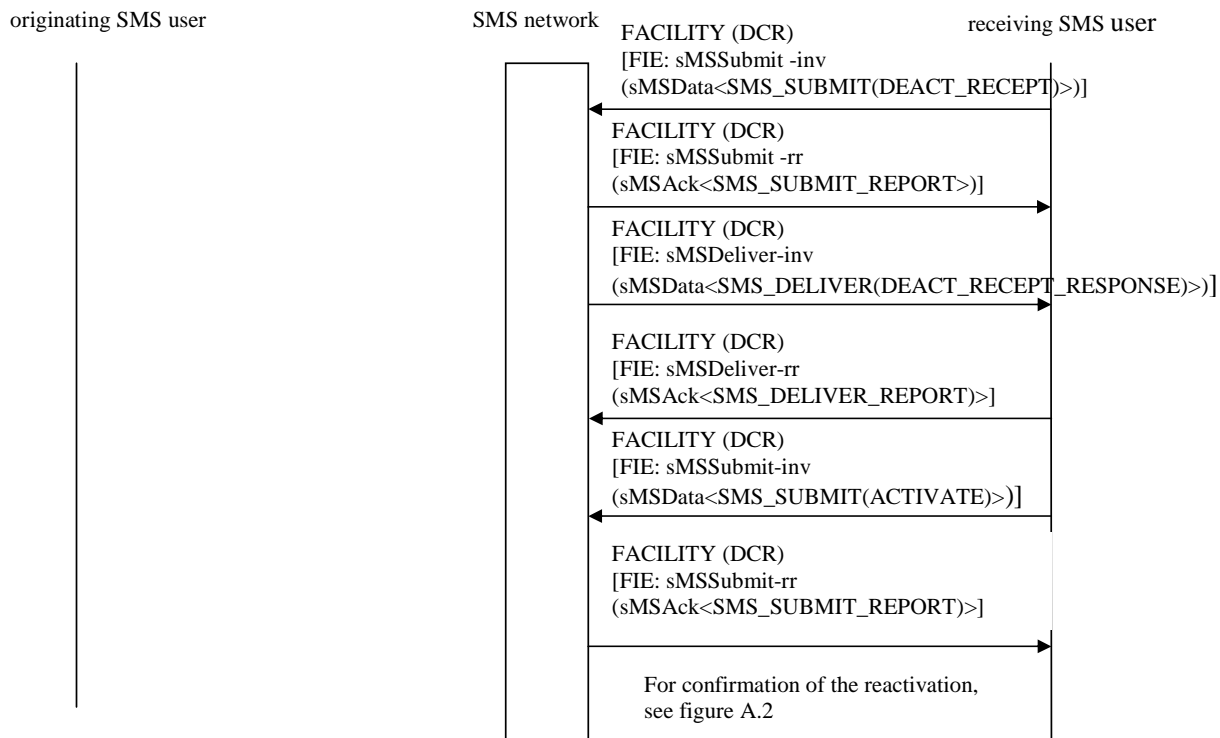 originating SMS user
SMS network
receiving SMS user
FACILITY (DCR)
[FIE: sMSSubmit -inv
(sMSData<SMS_SUBMIT(DEACT_RECEPT)>)]
FACILITY (DCR)
[FIE: sMSSubmit -rr
(sMSAck<SMS_SUBMIT_REPORT>)]
FACILITY (DCR)
[FIE: sMSDeliver-inv
(sMSData<SMS_DELIVER(DEACT_RECEPT_RESPONSE)>)]
FACILITY (DCR)
[FIE: sMSDeliver-rr
(sMSAck<SMS_DELIVER_REPORT)>]
FACILITY (DCR)
[FIE: sMSSubmit-inv
(sMSData<SMS_SUBMIT(ACTIVATE)>)]
FACILITY (DCR)
[FIE: sMSSubmit-rr
(sMSAck<SMS_SUBMIT_REPORT)>]
For confirmation of the reactivation,
see figure A.2